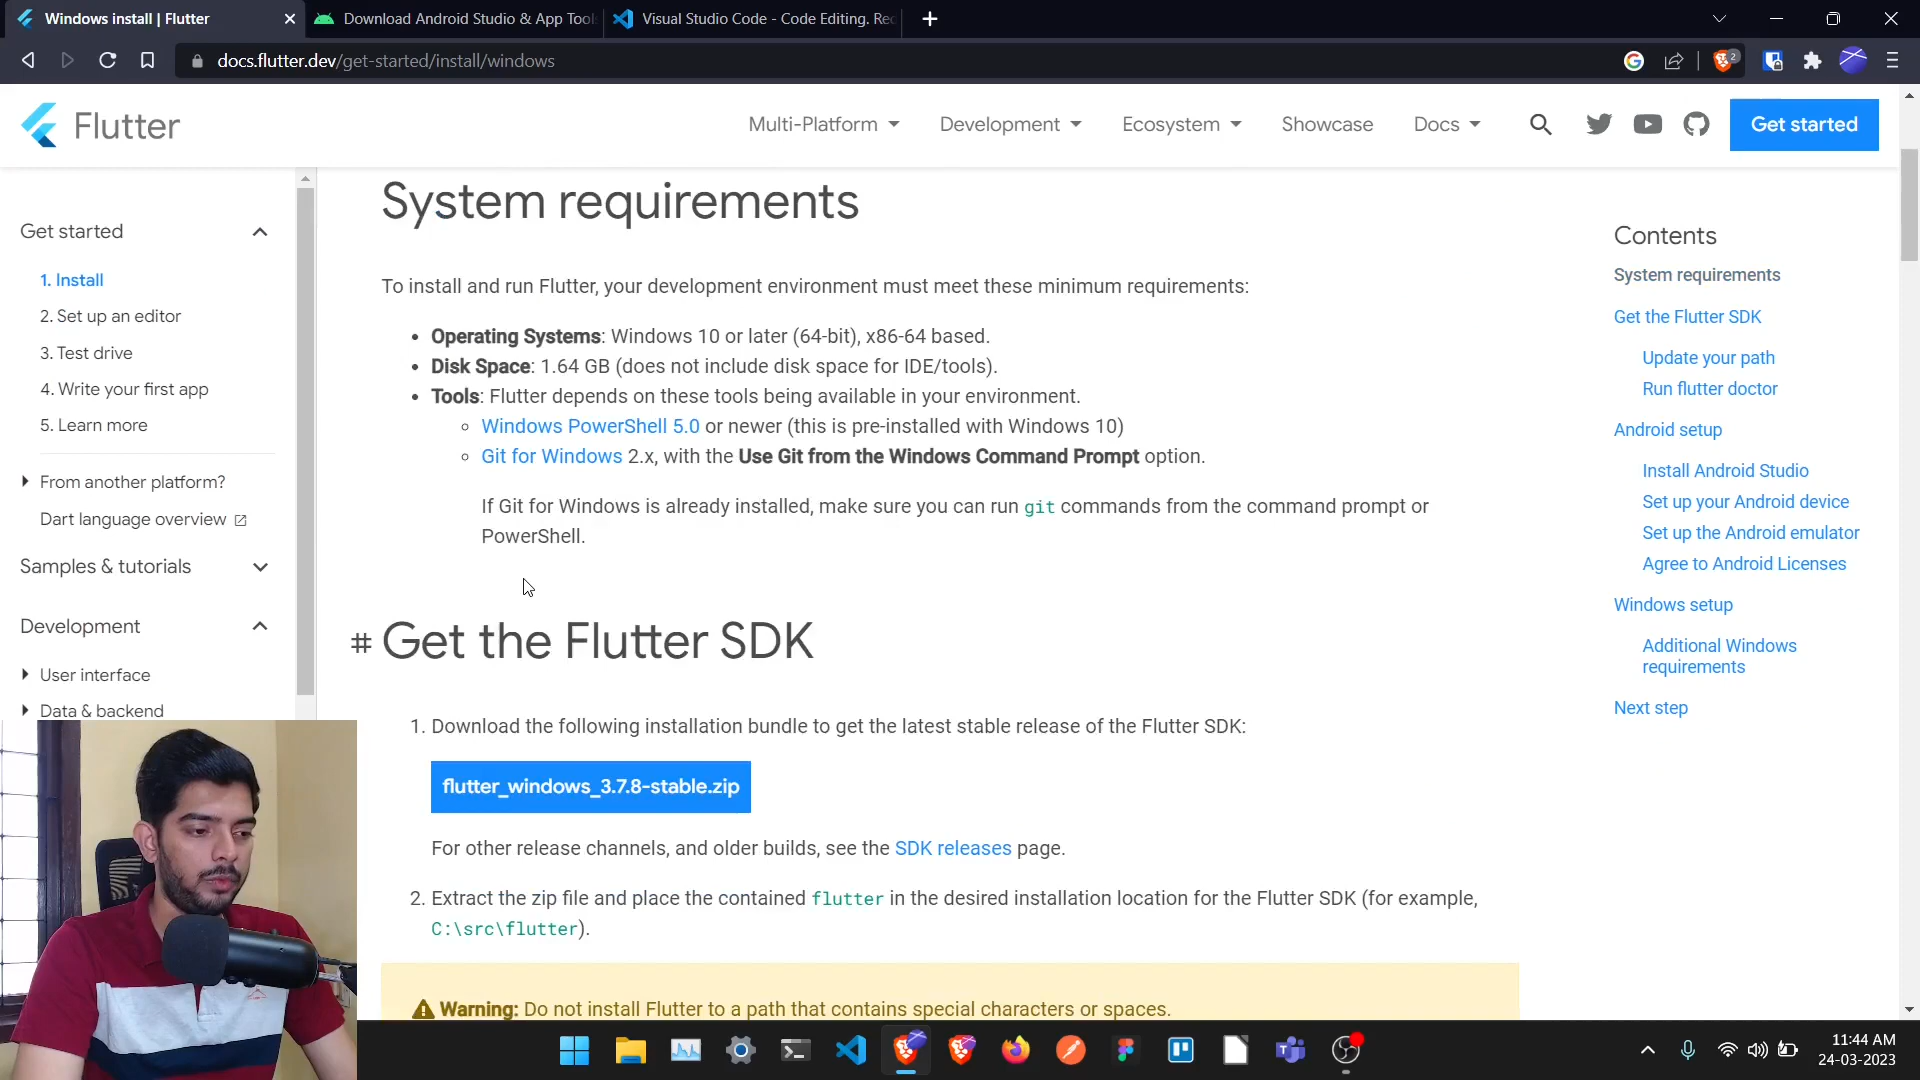 Windows install | Flutter
Download Android Studio & App Tool
Visual Studio Code - Code Editing. Re
docs.flutter.dev/get-started/install/windows
2
Flutter
Multi-Platform
Development
Ecosystem
Showcase
Docs
Get started
Get started
1. Install
2. Set up an editor
3. Test drive
4. Write your first app
5. Learn more
From another platform?
Dart language overview
Samples & tutorials
Development
User interface
Data & backend
System requirements
To install and run Flutter, your development environment must meet these minimum requirements:
• Operating Systems: Windows 10 or later (64-bit), x86-64 based.
• Disk Space: 1.64 GB (does not include disk space for IDE/tools).
• Tools: Flutter depends on these tools being available in your environment.
Windows PowerShell 5.0 or newer (this is pre-installed with Windows 10)
Git for Windows 2.x, with the Use Git from the Windows Command Prompt option.
If Git for Windows is already installed, make sure you can run git commands from the command prompt or
PowerShell.
# Get the Flutter SDK
1. Download the following installation bundle to get the latest stable release of the Flutter SDK:
flutter_windows_3.7.8-stable.zip
For other release channels, and older builds, see the SDK releases page.
2. Extract the zip file and place the contained flutter in the desired installation location for the Flutter SDK (for example,
C:\src\flutter).
Warning: Do not install Flutter to a path that contains special characters or spaces.
Contents
System requirements
Get the Flutter SDK
Update your path
Run flutter doctor
Android setup
Install Android Studio
Set up your Android device
Set up the Android emulator
Agree to Android Licenses
Windows setup
Additional Windows
requirements
Next step
11:44 AM
24-03-2023